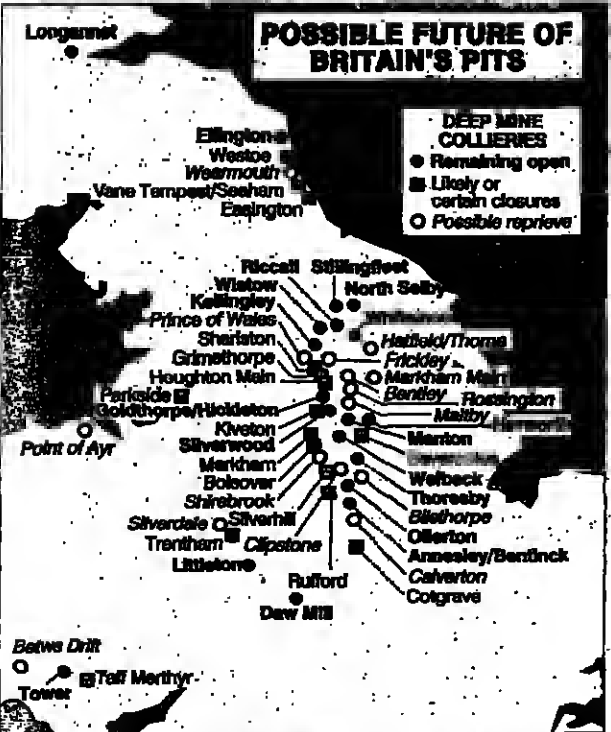 Longannet
POSSIBLE FUTURE OF
BRITAIN'S PITS
DEEP MINE
COLLIERIES
Remaining open
Likely or
certain closures
Possible reprieve
Ellington
Westoe
Wearmouth
Vane Tempest/Seaham
Easington
Riccall
Stillingfleet
Wistow
North Selby
Kellingley
Prince of Wales
Hatfield/Thorne
Sharlston
Frickley
Grimethorpe
Houghton Main
Markham Main
Bentley
Rossington
Parkside
Goldthorpe/Hickleton
Maltby
Kiveton
Point of Ayr
Manton
Silverwood
Markham
Welbeck
Bolsover
Thoresby
Shirebrook
Bilsthorpe
Silverdale
Silverhill
Ollerton
Trentham
Clipstone
Annesley/Bentinck
Littleton
Calverton
Rufford
Cotgrave
Daw Mill
Betws Drift
Tower
Taff Merthyr